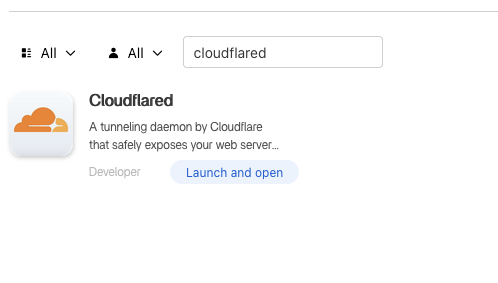 All All cloudflared
Cloudflared
A tunneling daemon by Cloudflare
that safely exposes your web server...
Developer Launch and open